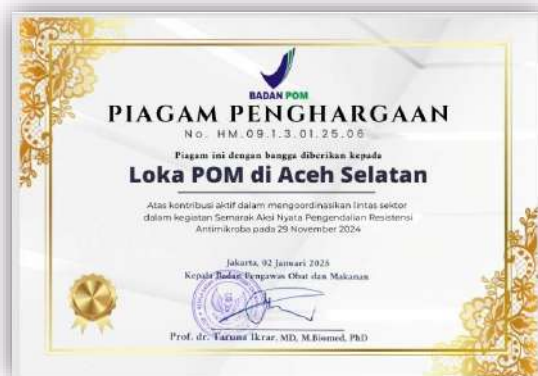 BADAN POM
PIAGAM PENGHARGAAN
No. HM.09.1.3.01.25.06
Piagam ini dengan bangga diberikan kepada
Loka POM di Aceh Selatan
Atas kontribusi aktif dalam mengoordinasikan lintas sektor
dalam kegiatan Semarak Aksi Nyata Pengendalian Resistensi
Antimikroba pada 29 November 2024
Jakarta, 02 Januari 2025
Kepala Badan Pengawas Obat dan Makanan
Prof. dr. Taruna Ikrar, MD, M.Biomed, PhD